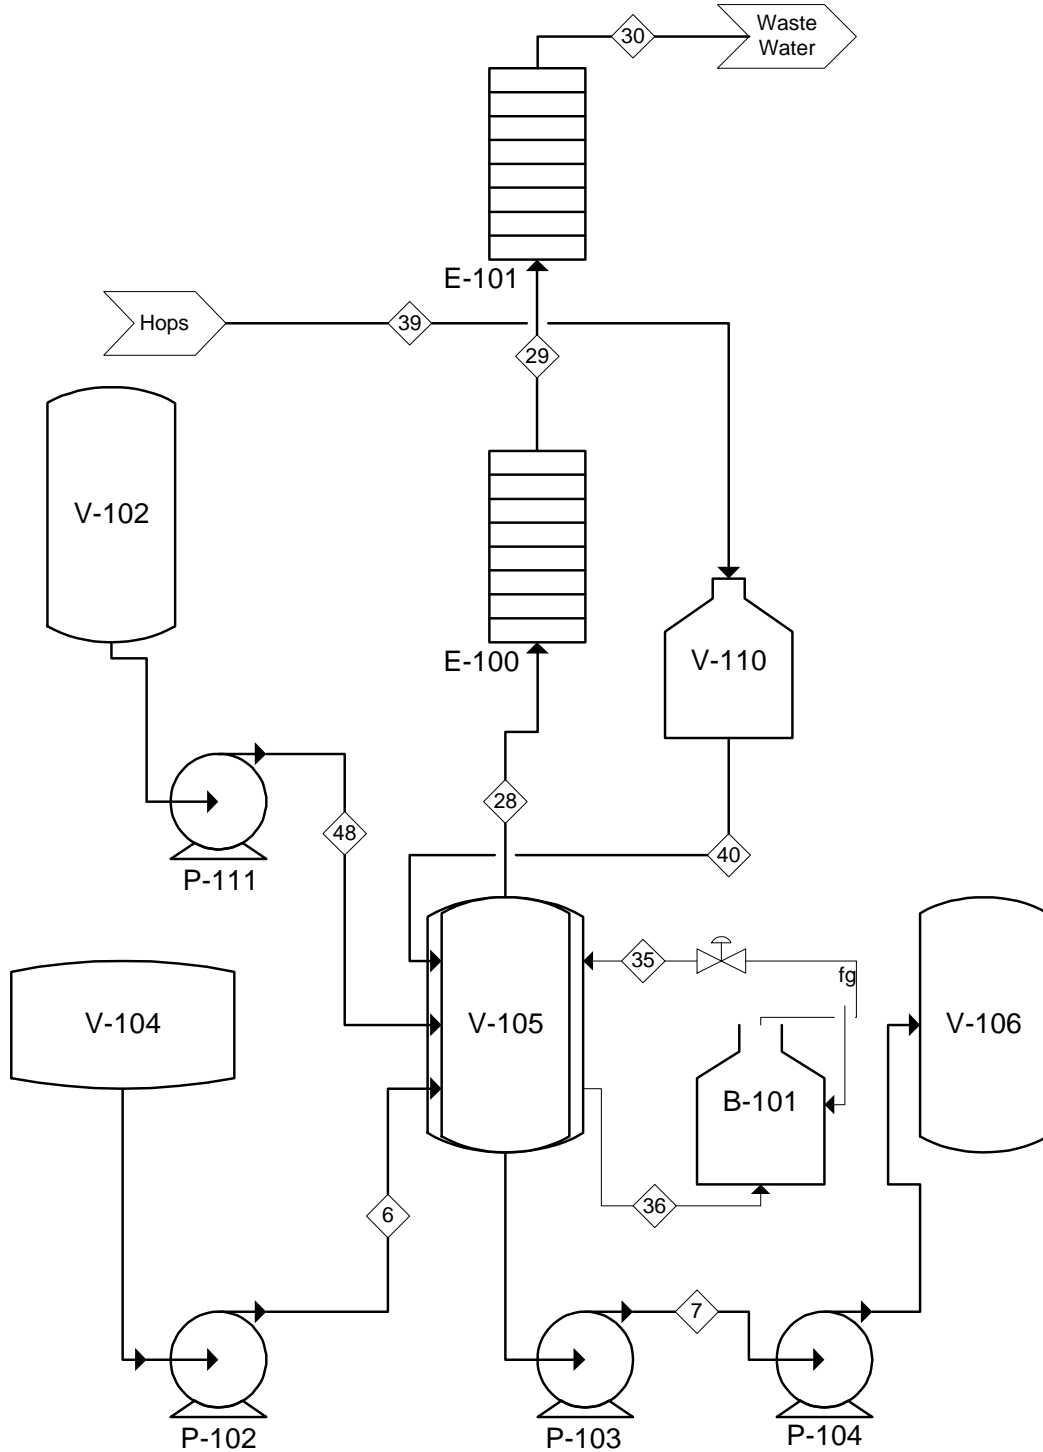 30
Waste
Water
E-101
Hops
39
29
V-102
E-100
V-110
28
48
40
P-111
35
fg
V-104
V-105
V-106
B-101
36
6
7
P-102
P-103
P-104